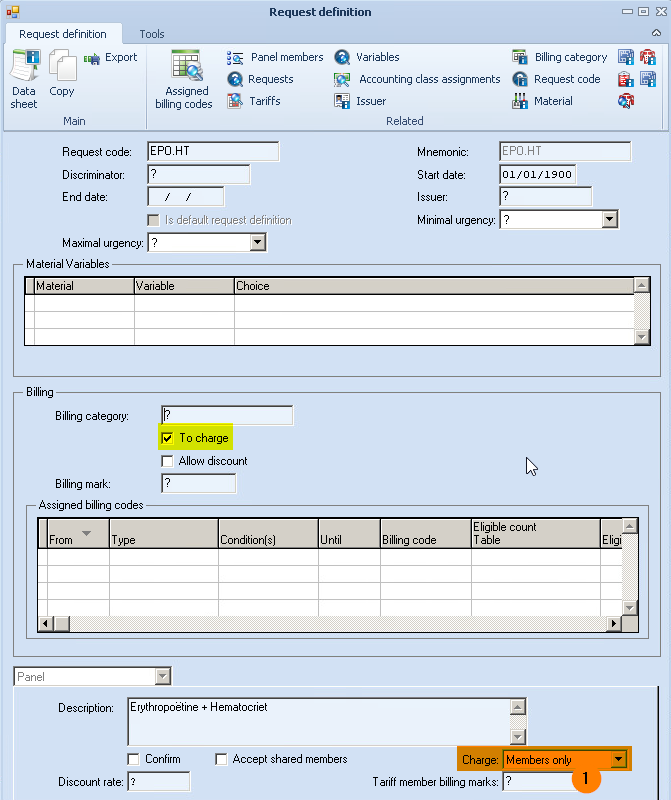 Request definition
Request definition Tools
Data sheet
Copy
Export
Main
Assigned billing codes
Panel members
Requests
Tariffs
Variables
Accounting class assignments
Issuer
Billing category
Request code
Material
Related
Request code: EPO.HT Mnemonic: EPO.HT
Discriminator: ? Start date: 01/01/1900
End date: / / Issuer: ?
Is default request definition Minimal urgency: ?
Maximal urgency: ?
Material Variables
Material Variable Choice
Billing
Billing category: ?
To charge
Allow discount
Billing mark: ?
Assigned billing codes
From Type Condition(s) Until Billing code Eligible count Table Eligi
Panel
Description: Erythropoëtine + Hematocriet
Confirm Accept shared members Charge: Members only
Discount rate: ? Tariff member billing marks: ? 1